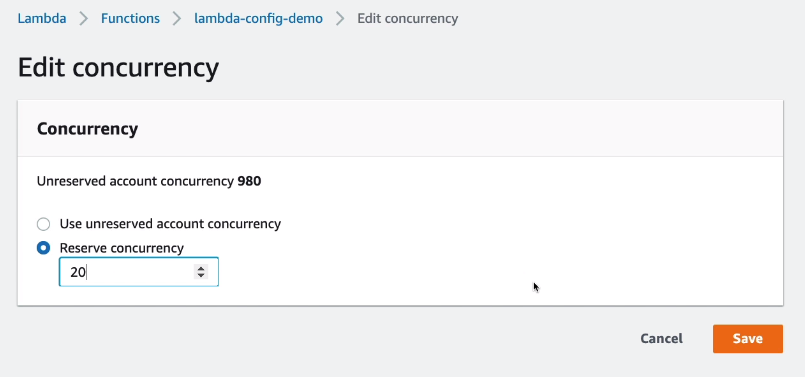 Lambda > Functions > lambda-config-demo > Edit concurrency
Edit concurrency
Concurrency
Unreserved account concurrency 980
Use unreserved account concurrency
Reserve concurrency
20
Cancel Save